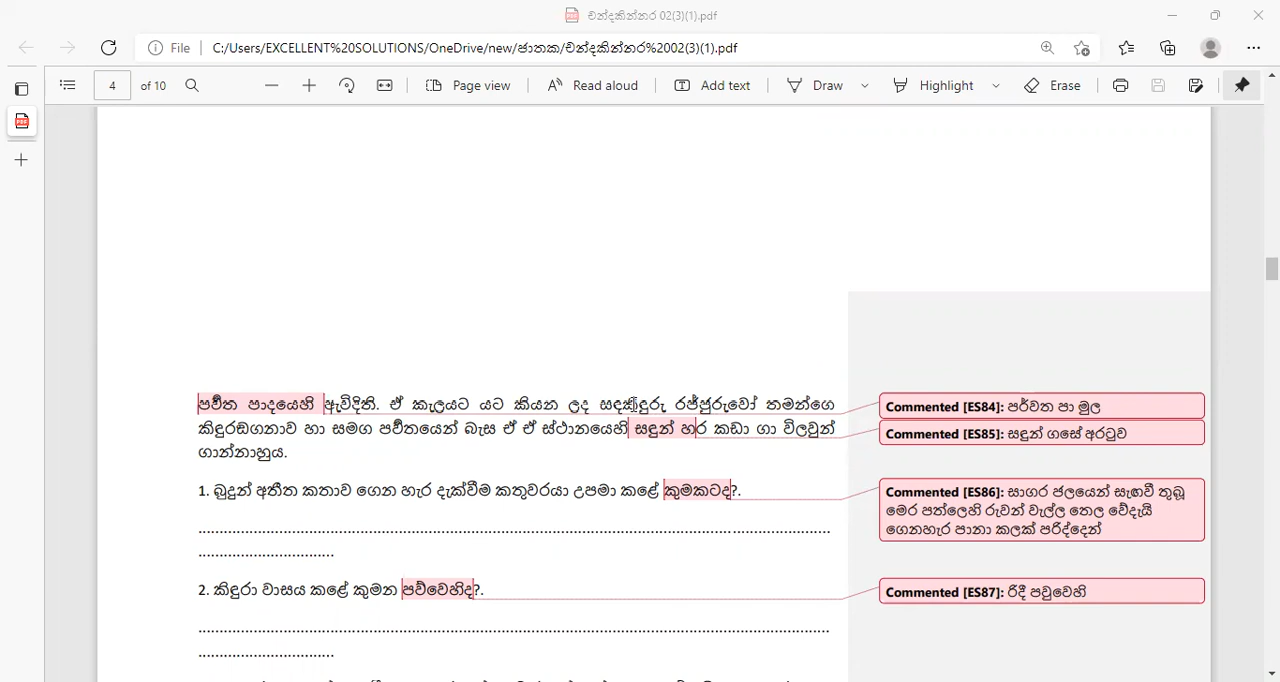 චන්දකින්නර 02(3)(1).pdf
File C:/Users/EXCELLENT%20SOLUTIONS/OneDrive/new/ජාතක/චන්දකින්නර%2002(3)(1).pdf
4 of 10 Page view Read aloud Add text Draw Highlight Erase
පර්‍වත පාදයෙහි ඇවිදිති. ඒ කැලයට යට කියන ලද සඳකිඳුරු රජ්ජුරුවෝ තමන්ගෙ
කිඳුරඞගනාව හා සමග පර්‍වතයෙන් බැස ඒ ඒ ස්ථානයෙහි සඳුන් හර කඩා ගා විලවුන්
ගාන්නාහුය.
Commented [ES84]: පර්වත පා මුල
Commented [ES85]: සඳුන් ගසේ අරටුව
1. බුදුන් අතීත කතාව ගෙන හැර දැක්වීම කතුවරයා උපමා කළේ කුමකටද?.
Commented [ES86]: සාගර ජලයෙන් සැඟවී තුබූ
මෙර පත්ලෙහි රුවන් වැල්ල තෙල වේදැයි
ගෙනහැර පානා කලක් පරිද්දෙන්
..............................................................................................................
................................
2. කිඳුරා වාසය කළේ කුමන පව්වෙහිද?.
Commented [ES87]: රිදී පවුවෙහි
..............................................................................................................
................................